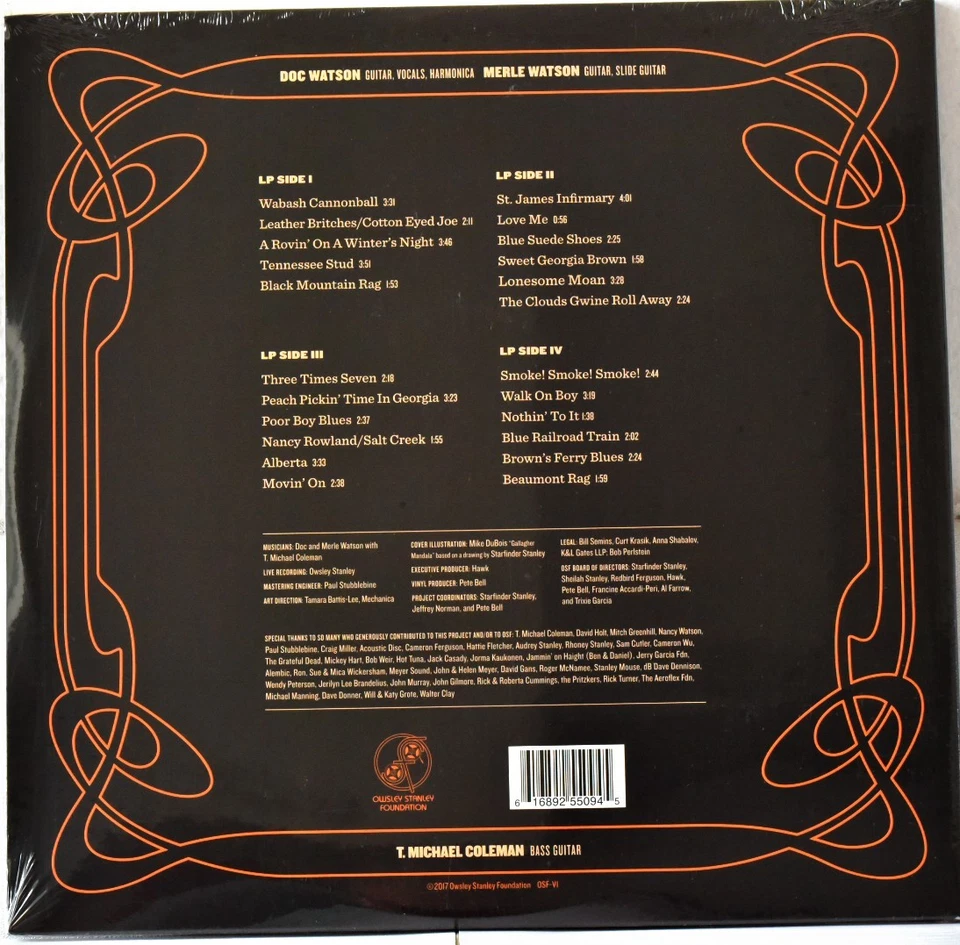 DOC WATSON GUITAR, VOCALS, HARMONICA MERLE WATSON GUITAR, SLIDE GUITAR
LP SIDE I
Wabash Cannonball 3:31
Leather Britches/Cotton Eyed Joe 2:11
A Rovin' On A Winter's Night 3:46
Tennessee Stud 3:51
Black Mountain Rag 1:53
LP SIDE II
St. James Infirmary 4:01
Love Me 0:56
Blue Suede Shoes 2:25
Sweet Georgia Brown 1:58
Lonesome Moan 3:28
The Clouds Gwine Roll Away 2:24
LP SIDE III
Three Times Seven 2:18
Peach Pickin' Time In Georgia 3:23
Poor Boy Blues 2:37
Nancy Rowland/Salt Creek 1:55
Alberta 3:33
Movin' On 2:38
LP SIDE IV
Smoke! Smoke! Smoke! 2:44
Walk On Boy 3:19
Nothin' To It 1:38
Blue Railroad Train 2:02
Brown's Ferry Blues 2:24
Beaumont Rag 1:59
MUSICIANS: Doc and Merle Watson with
T. Michael Coleman
LIVE RECORDING: Owsley Stanley
MASTERING ENGINEER: Paul Stubblebine
ART DIRECTION: Tamara Battis-Lee, Mechanica
COVER ILLUSTRATION: Mike DuBois "Gallagher
Mandala" based on a drawing by Starfinder Stanley
EXECUTIVE PRODUCER: Hawk
VINYL PRODUCER: Pete Bell
PROJECT COORDINATORS: Starfinder Stanley,
Jeffrey Norman, and Pete Bell
LEGAL: Bill Semins, Curt Krasik, Anna Shabalov,
K&L Gates LLP: Bob Perlstein
OSF BOARD OF DIRECTORS: Starfinder Stanley,
Sheilah Stanley, Redbird Ferguson, Hawk,
Pete Bell, Francine Accardi-Peri, Al Farrow,
and Trixie Garcia
SPECIAL THANKS TO SO MANY WHO GENEROUSLY CONTRIBUTED TO THIS PROJECT AND/OR TO OSF: T. Michael Coleman, David Holt, Mitch Greenhill, Nancy Watson,
Paul Stubblebine, Craig Miller, Acoustic Disc, Cameron Ferguson, Hattie Fletcher, Audrey Stanley, Rhoney Stanley, Sam Cutler, Cameron Wu,
The Grateful Dead, Mickey Hart, Bob Weir, Hot Tuna, Jack Casady, Jorma Kaukonen, Jammin' on Haight (Ben & Daniel), Jerry Garcia Fdn,
Alembic, Ron, Sue & Mica Wickersham, Meyer Sound, John & Helen Meyer, David Gans, Roger McNamee, Stanley Mouse, dB Dave Dennison,
Wendy Peterson, Jerilyn Lee Brandelius, John Murray, John Gilmore, Rick & Roberta Cummings, the Pritzkers, Rick Turner, The Aeroflex Fdn,
Michael Manning, Dave Donner, Will & Katy Grote, Walter Clay
OWSLEY STANLEY
FOUNDATION
6 16892 55094 5
T. MICHAEL COLEMAN BASS GUITAR
©2017 Owsley Stanley Foundation OSF-VI